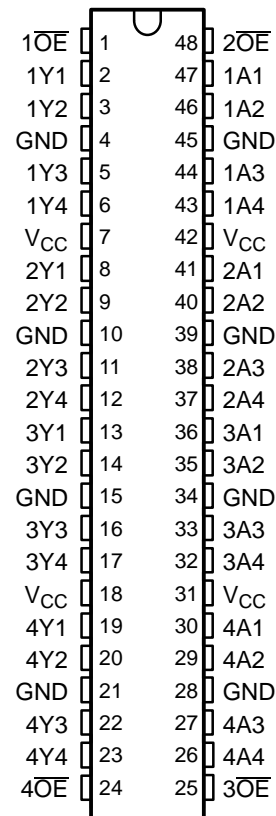 1O̅E̅ 1 48 2O̅E̅
1Y1 2 47 1A1
1Y2 3 46 1A2
GND 4 45 GND
1Y3 5 44 1A3
1Y4 6 43 1A4
VCC 7 42 VCC
2Y1 8 41 2A1
2Y2 9 40 2A2
GND 10 39 GND
2Y3 11 38 2A3
2Y4 12 37 2A4
3Y1 13 36 3A1
3Y2 14 35 3A2
GND 15 34 GND
3Y3 16 33 3A3
3Y4 17 32 3A4
VCC 18 31 VCC
4Y1 19 30 4A1
4Y2 20 29 4A2
GND 21 28 GND
4Y3 22 27 4A3
4Y4 23 26 4A4
4O̅E̅ 24 25 3O̅E̅